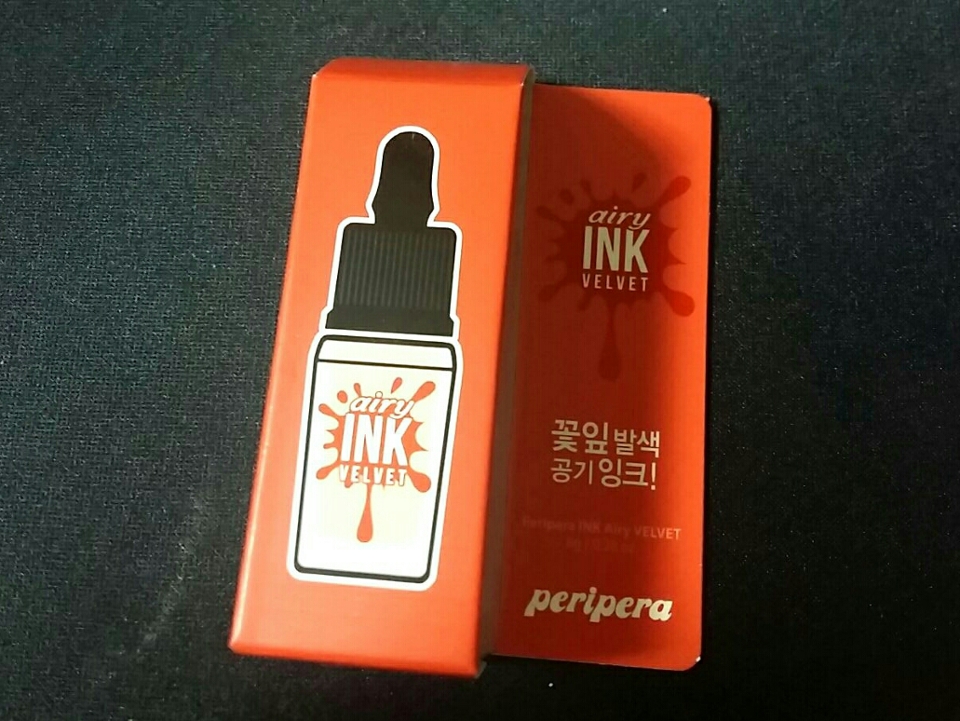 airy
INK
VELVET
airy
INK
VELVET
꽃잎 발색
공기 잉크!
Peripera INK Airy VELVET
peripera